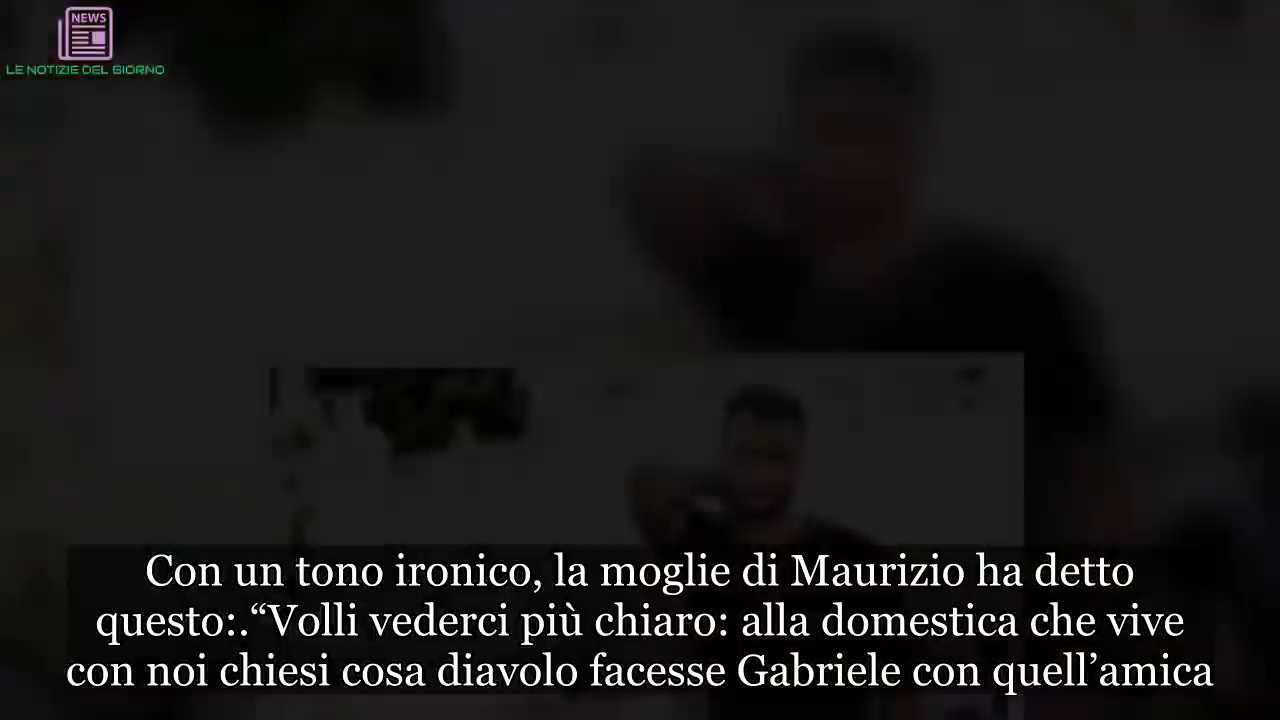 NEWS
LE NOTIZIE DEL GIORNO
Con un tono ironico, la moglie di Maurizio ha detto
questo:.“Volli vederci più chiaro: alla domestica che vive
con noi chiesi cosa diavolo facesse Gabriele con quell’amica